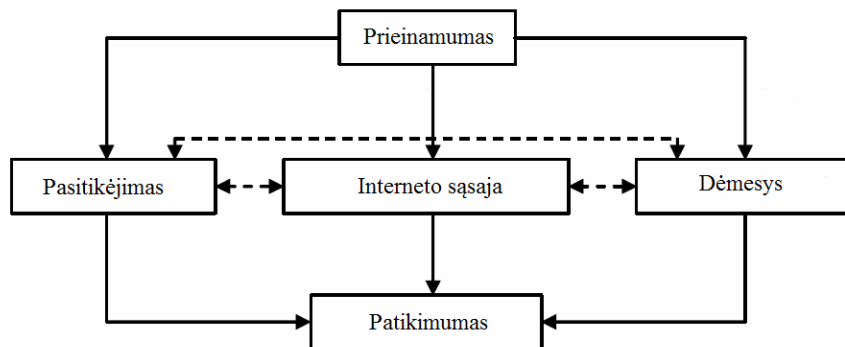 Prieinamumas
Pasitikėjimas
Interneto sąsaja
Dėmesys
Patikimumas